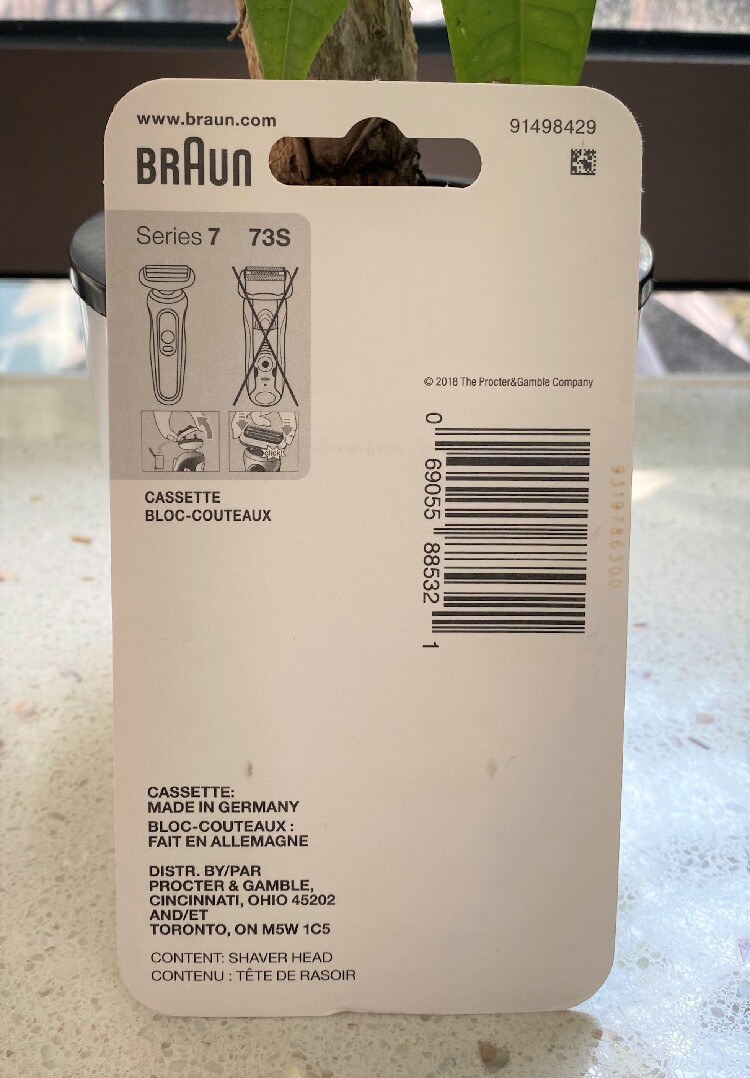 www.braun.com
BRAUN
91498429
Series 7 73S
click!
© 2018 The Procter&Gamble Company
0 69055 88532 1
9319786300
CASSETTE
BLOC-COUTEAUX
CASSETTE:
MADE IN GERMANY
BLOC-COUTEAUX :
FAIT EN ALLEMAGNE
DISTR. BY/PAR
PROCTER & GAMBLE,
CINCINNATI, OHIO 45202
AND/ET
TORONTO, ON M5W 1C5
CONTENT: SHAVER HEAD
CONTENU : TÊTE DE RASOIR